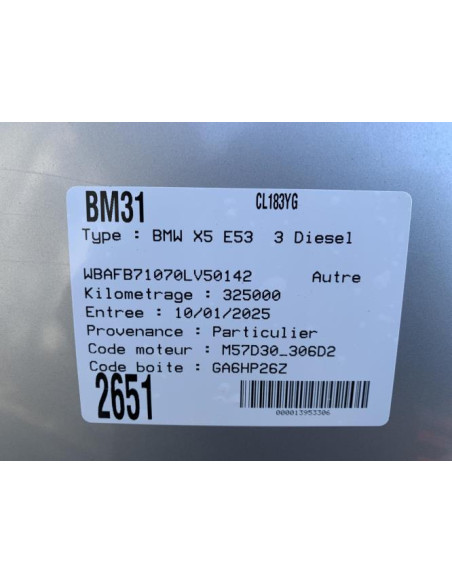 BM31 CL183YG
Type : BMW X5 E53 3 Diesel
WBAFB71070LV50142 Autre
Kilometrage : 325000
Entree : 10/01/2025
Provenance : Particulier
Code moteur : M57D30_306D2
Code boite : GA6HP26Z
2651
000013953306